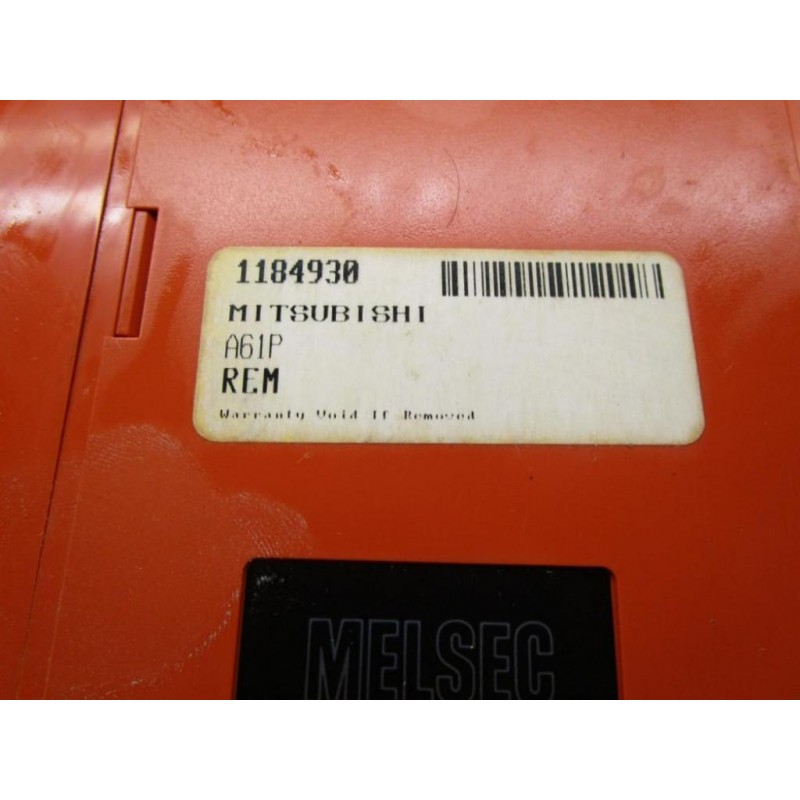 1184930
MITSUBISHI
A61P
REM
Warranty Void If Removed
MELSEC